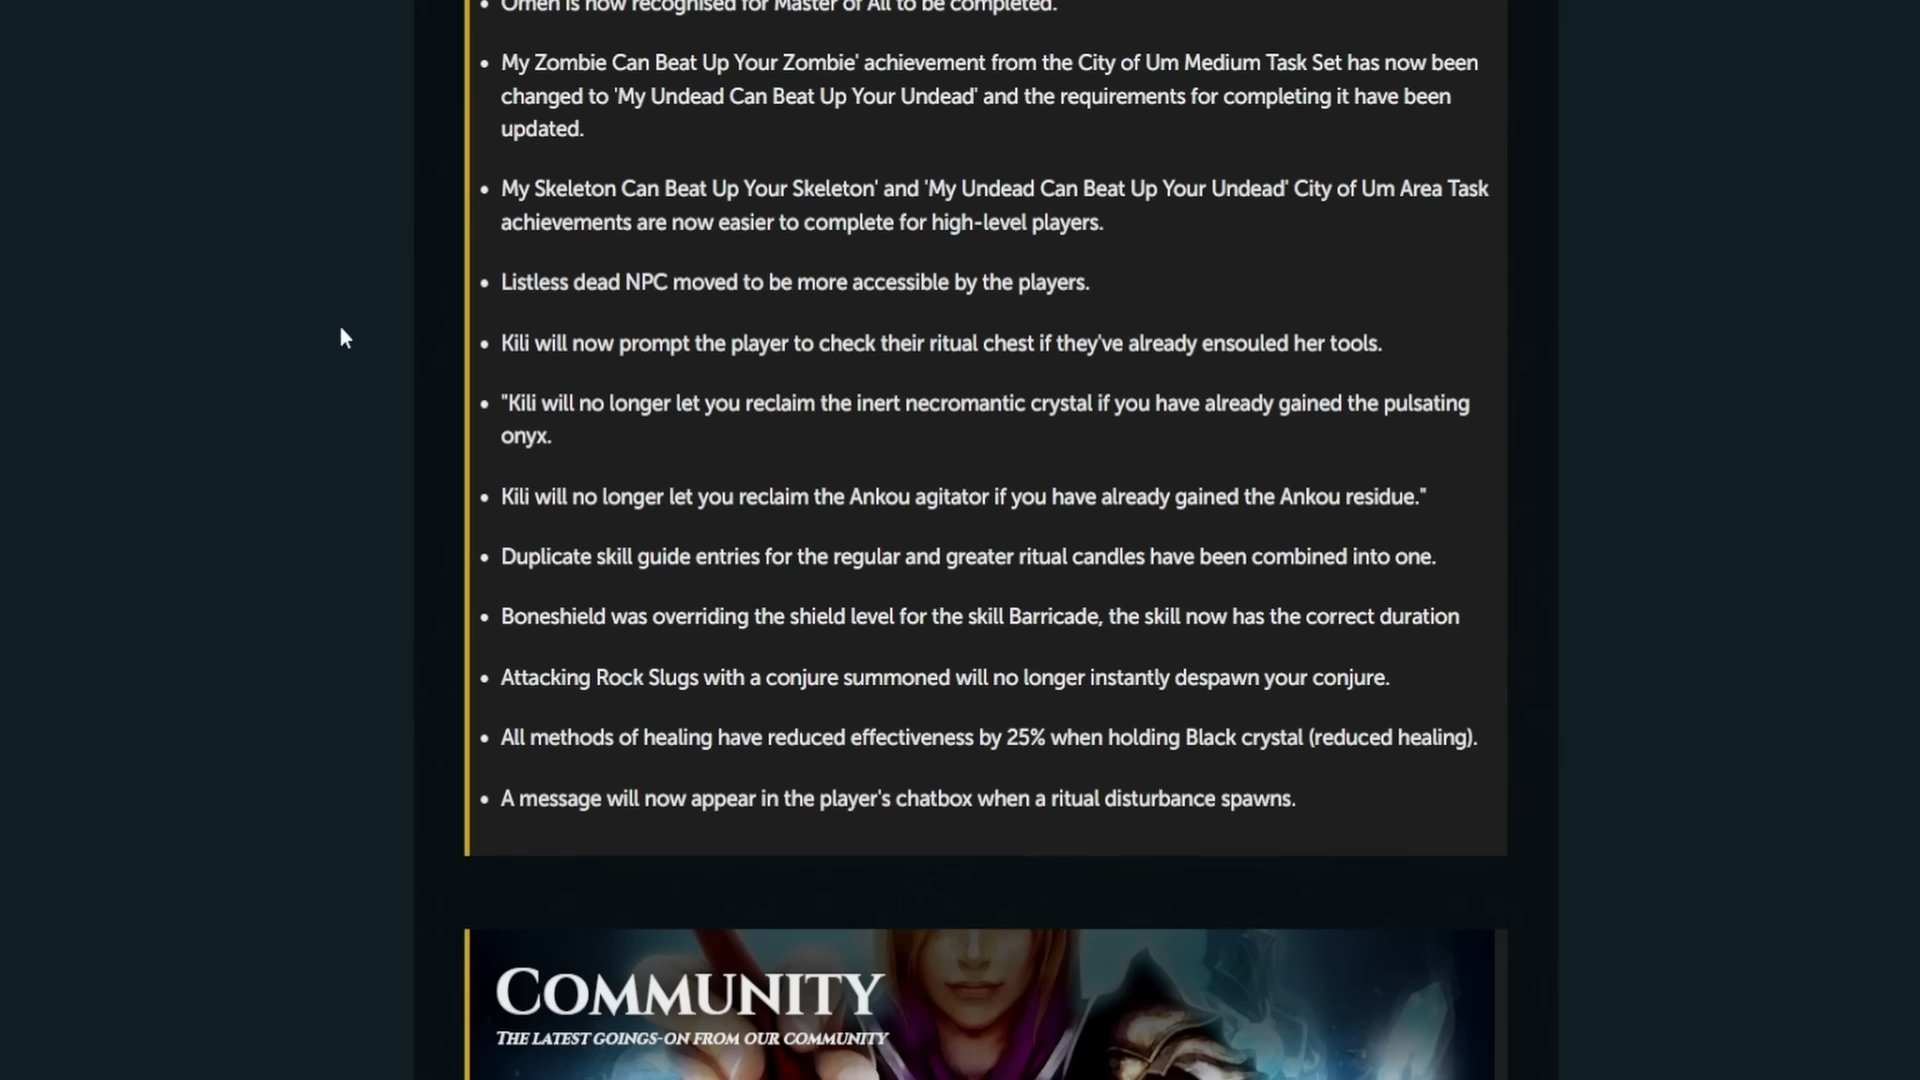 • Omen is now recognised for Master of All to be completed.
• My Zombie Can Beat Up Your Zombie' achievement from the City of Um Medium Task Set has now been
changed to 'My Undead Can Beat Up Your Undead' and the requirements for completing it have been
updated.
• My Skeleton Can Beat Up Your Skeleton' and 'My Undead Can Beat Up Your Undead' City of Um Area Task
achievements are now easier to complete for high-level players.
• Listless dead NPC moved to be more accessible by the players.
• Kili will now prompt the player to check their ritual chest if they've already ensouled her tools.
• "Kili will no longer let you reclaim the inert necromantic crystal if you have already gained the pulsating
onyx.
• Kili will no longer let you reclaim the Ankou agitator if you have already gained the Ankou residue."
• Duplicate skill guide entries for the regular and greater ritual candles have been combined into one.
• Boneshield was overriding the shield level for the skill Barricade, the skill now has the correct duration
• Attacking Rock Slugs with a conjure summoned will no longer instantly despawn your conjure.
• All methods of healing have reduced effectiveness by 25% when holding Black crystal (reduced healing).
• A message will now appear in the player's chatbox when a ritual disturbance spawns.
COMMUNITY
THE LATEST GOINGS-ON FROM OUR COMMUNITY